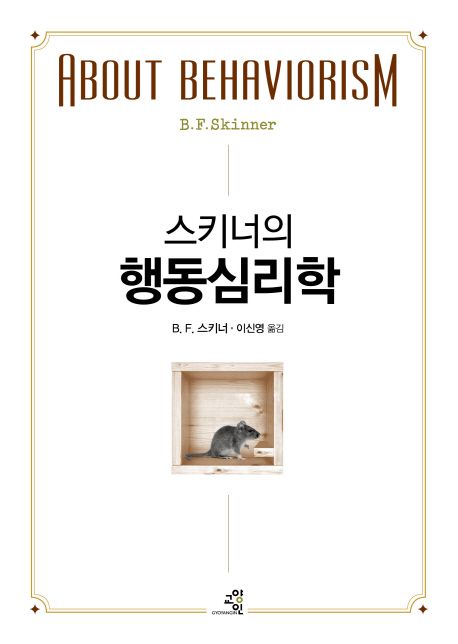 ABOUT BEHAVIORISM
B.F.Skinner
스키너의
행동심리학
B. F. 스키너 · 이신영 옮김
교양인
GYOYANGIN